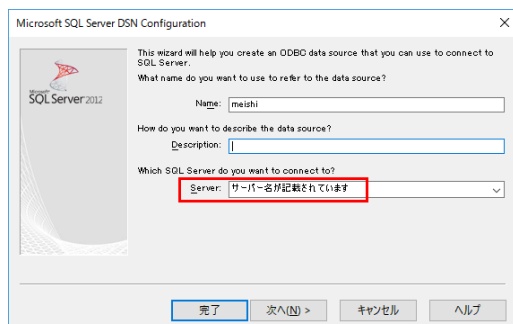 Microsoft SQL Server DSN Configuration
This wizard will help you create an ODBC data source that you can use to connect to
SQL Server.
What name do you want to use to refer to the data source?
Microsoft
SQL Server 2012
Name: meishi
How do you want to describe the data source?
Description:
Which SQL Server do you want to connect to?
Server: サーバー名が記載されています
完了
次へ(N) >
キャンセル
ヘルプ